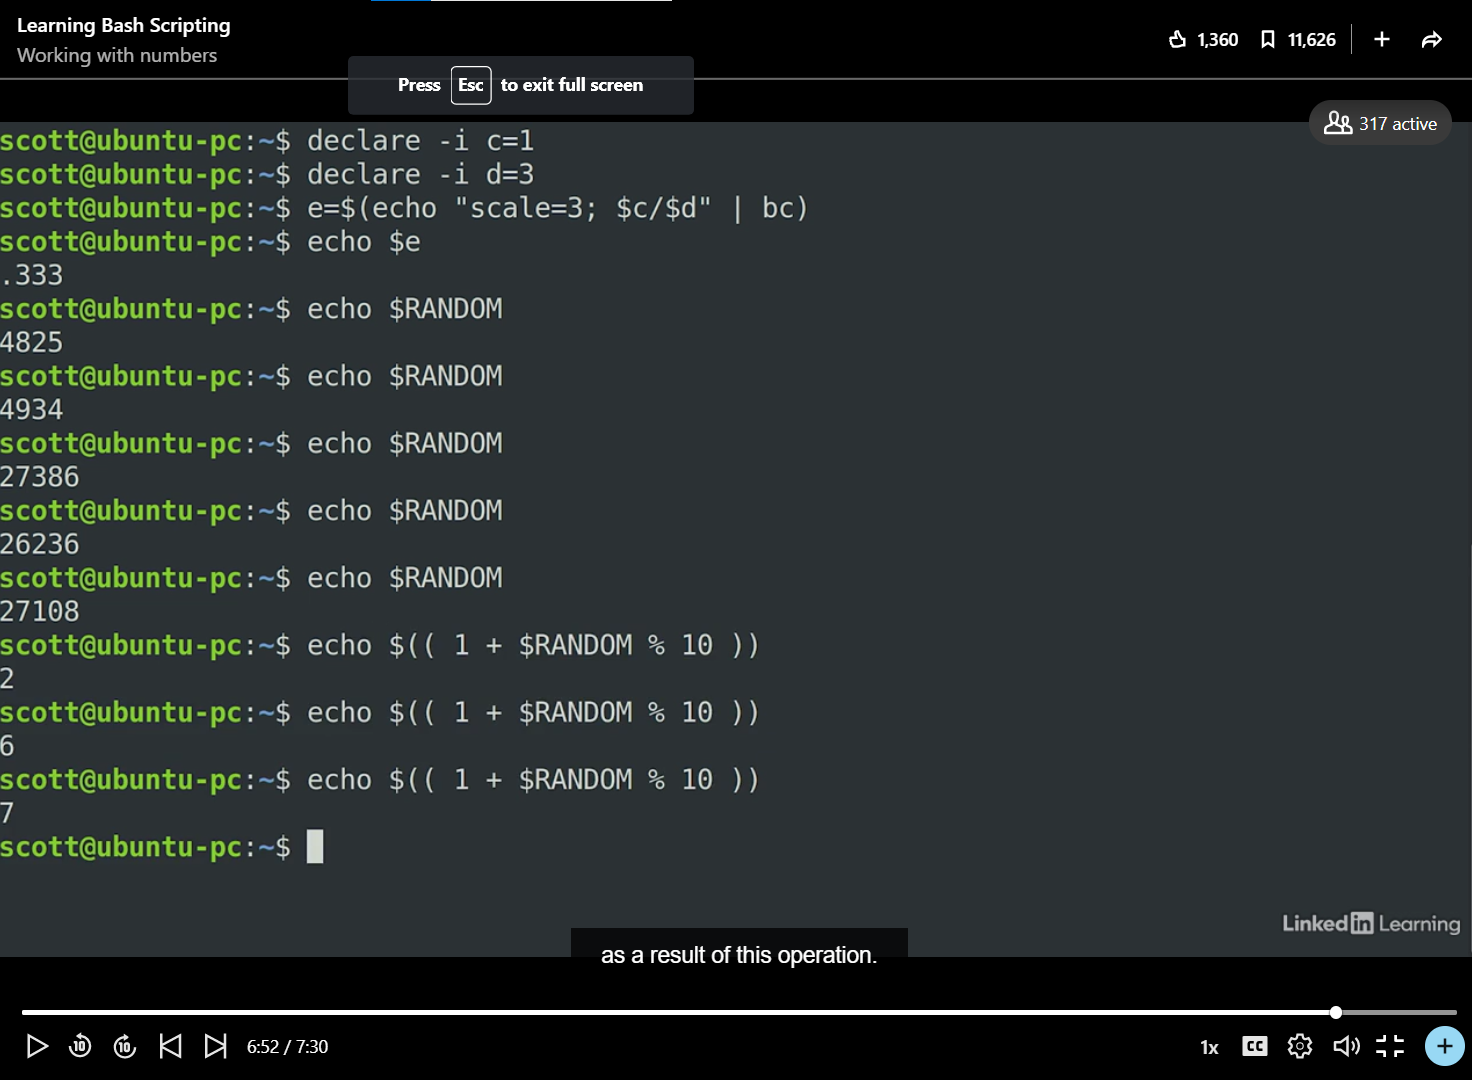 Learning Bash Scripting
Working with numbers
1,360
11,626
Press Esc to exit full screen
317 active
scott@ubuntu-pc:~$ declare -i c=1
scott@ubuntu-pc:~$ declare -i d=3
scott@ubuntu-pc:~$ e=$(echo "scale=3; $c/$d" | bc)
scott@ubuntu-pc:~$ echo $e
.333
scott@ubuntu-pc:~$ echo $RANDOM
4825
scott@ubuntu-pc:~$ echo $RANDOM
4934
scott@ubuntu-pc:~$ echo $RANDOM
27386
scott@ubuntu-pc:~$ echo $RANDOM
26236
scott@ubuntu-pc:~$ echo $RANDOM
27108
scott@ubuntu-pc:~$ echo $(( 1 + $RANDOM % 10 ))
2
scott@ubuntu-pc:~$ echo $(( 1 + $RANDOM % 10 ))
6
scott@ubuntu-pc:~$ echo $(( 1 + $RANDOM % 10 ))
7
scott@ubuntu-pc:~$
Linked in Learning
as a result of this operation.
10
10
6:52 / 7:30
1x
CC